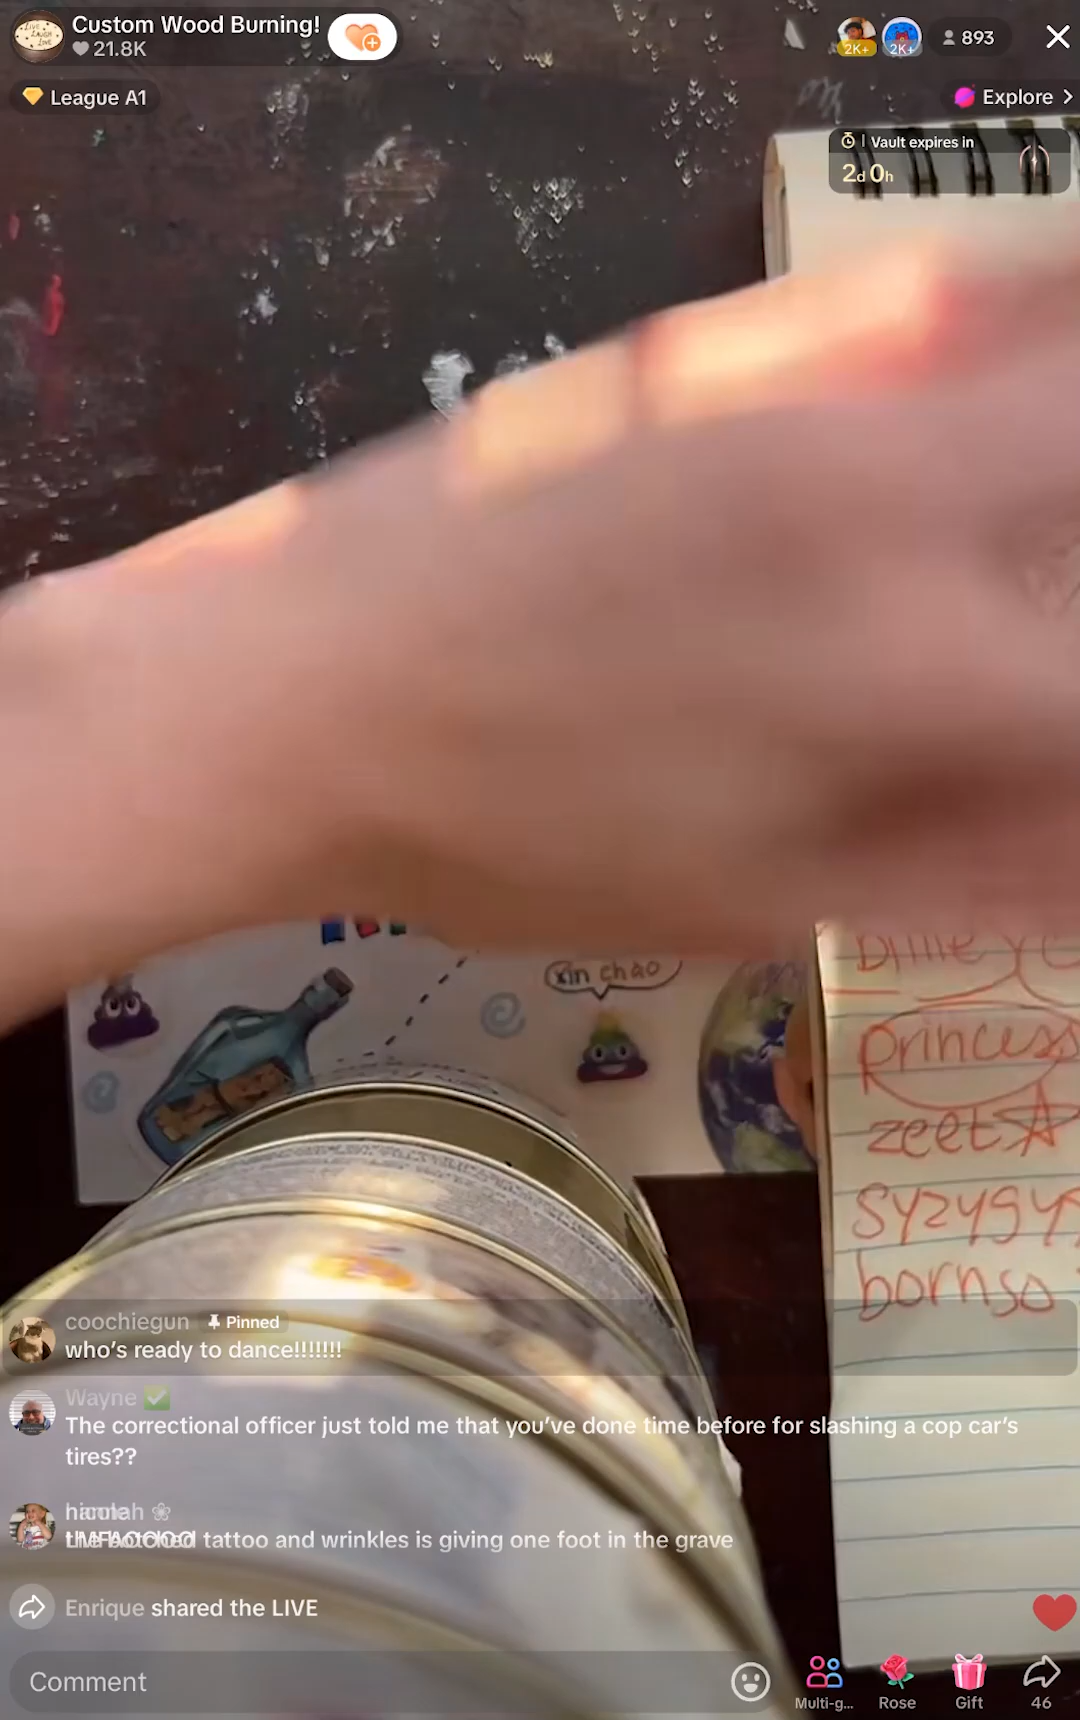 Custom Wood Burning!
21.8K
2K+
2K+
893
League A1
Explore
Vault expires in
2d 0h
xin chao
princess
zeet
bornso
coochiegun Pinned
who's ready to dance!!!!!!!
Wayne ✅
The correctional officer just told me that you've done time before for slashing a cop car's
tires??
tattoo and wrinkles is giving one foot in the grave
Enrique shared the LIVE
Comment
Multi-g...
Rose
Gift
46